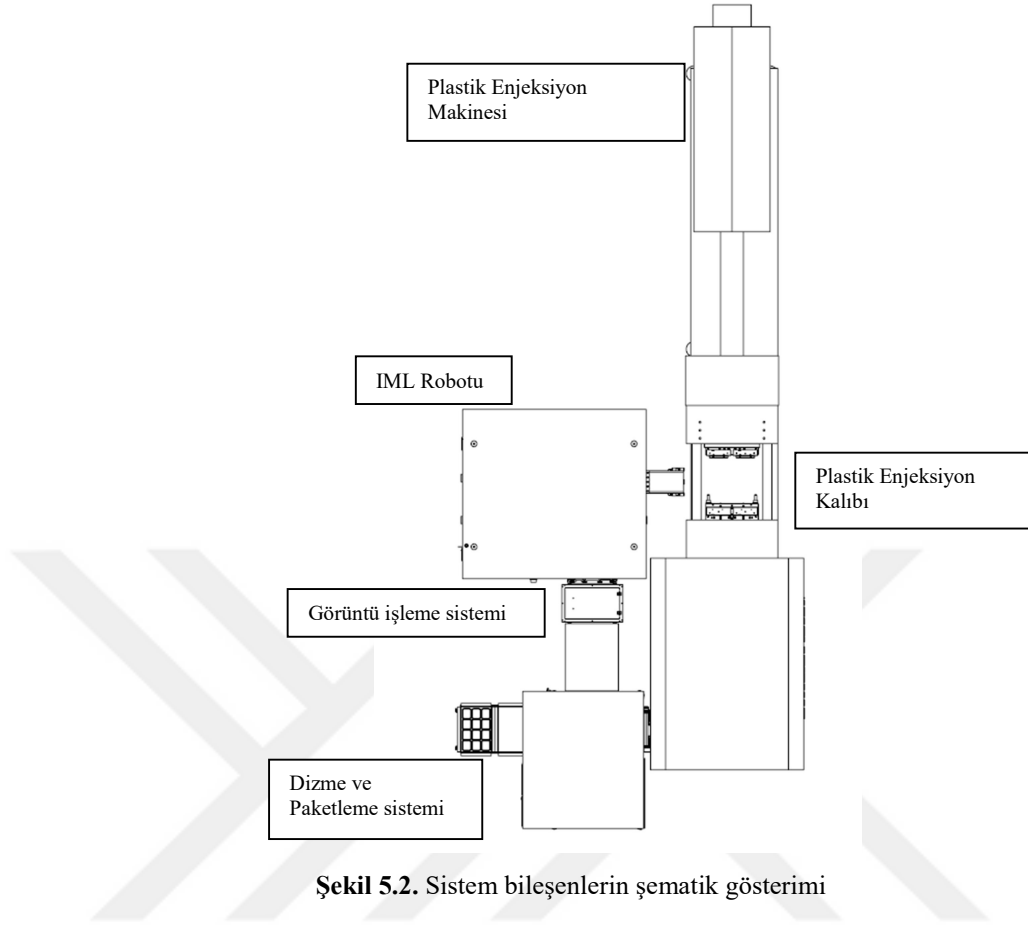 Plastik Enjeksiyon
Makinesi
IML Robotu
Plastik Enjeksiyon
Kalıbı
Görüntü işleme sistemi
Dizme ve
Paketleme sistemi
Şekil 5.2. Sistem bileşenlerin şematik gösterimi